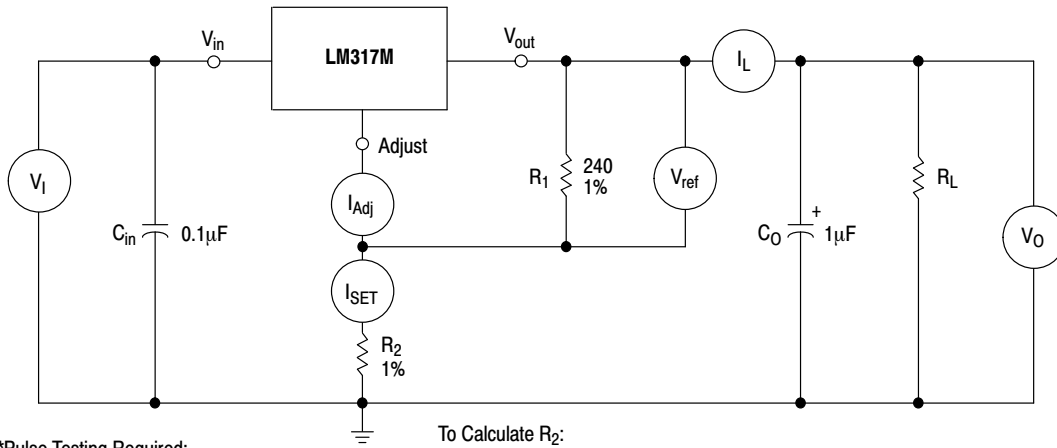 V_in
LM317M
V_out
I_L
Adjust
V_I
I_Adj
R_1
240
1%
V_ref
R_L
C_in
0.1μF
C_O
+
1μF
V_O
I_SET
R_2
1%
*Pulse Testing Required:
To Calculate R_2: